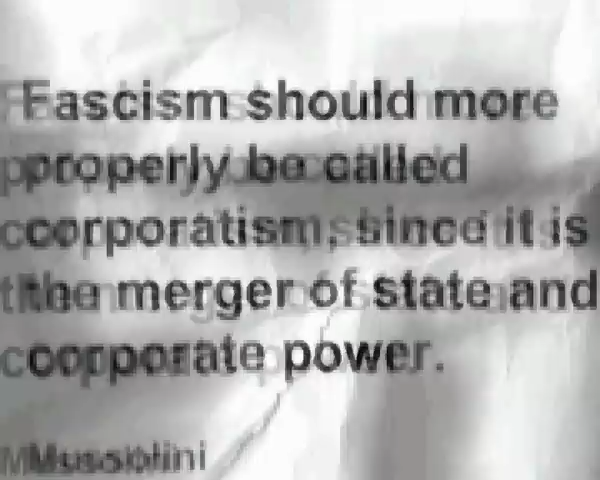 Fascism should more
properly be called
corporatism, since it is
the merger of state and
corporate power.
Mussolini